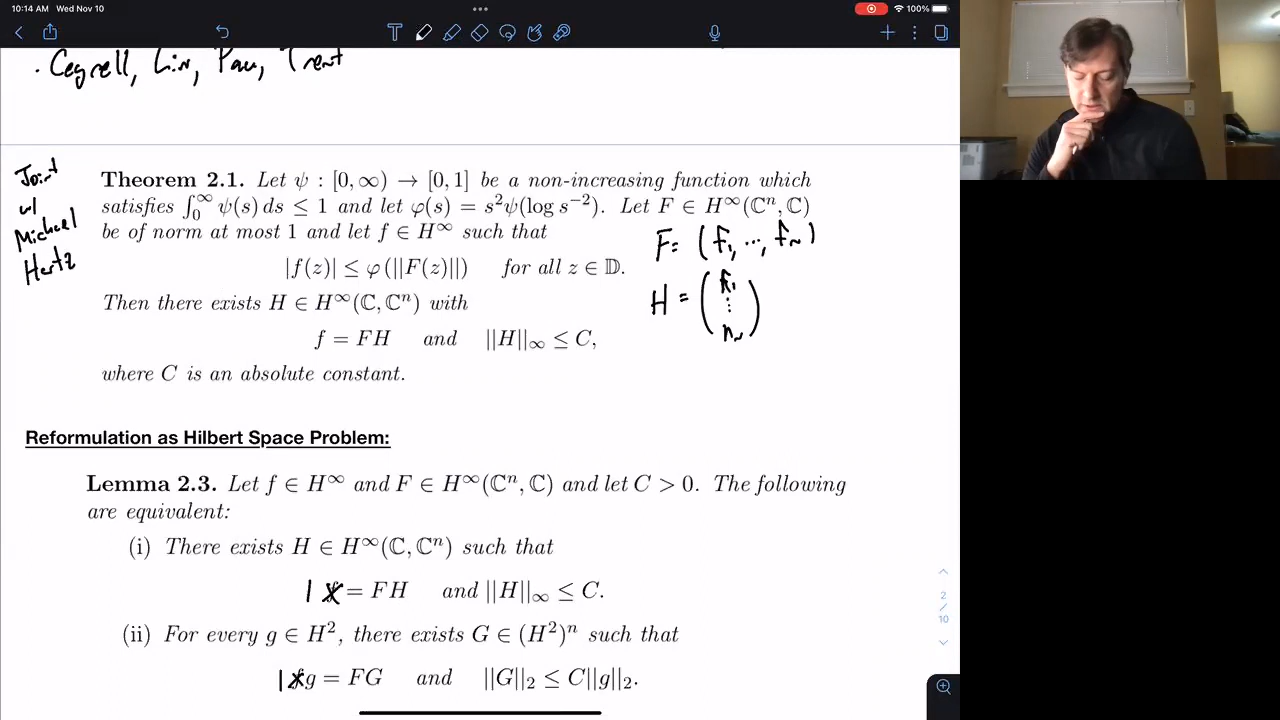 10:14 AM Wed Nov 10
100%
. Cegrell, Lin, Pau, Trent
Joint
w/
Michael
Hertz
Theorem 2.1. Let ψ : [0, ∞) → [0, 1] be a non-increasing function which
satisfies ∫₀^∞ ψ(s) ds ≤ 1 and let φ(s) = s²ψ(log s⁻²). Let F ∈ H^∞(ℂⁿ, ℂ)
be of norm at most 1 and let f ∈ H^∞ such that
F = (f₁, ..., fₙ)
|f(z)| ≤ φ(||F(z)||) for all z ∈ 𝔻.
H = (h₁ ⋮ hₙ)
Then there exists H ∈ H^∞(ℂ, ℂⁿ) with
f = FH and ||H||_∞ ≤ C,
where C is an absolute constant.
Reformulation as Hilbert Space Problem:
Lemma 2.3. Let f ∈ H^∞ and F ∈ H^∞(ℂⁿ, ℂ) and let C > 0. The following
are equivalent:
(i) There exists H ∈ H^∞(ℂ, ℂⁿ) such that
1 f = FH and ||H||_∞ ≤ C.
(ii) For every g ∈ H², there exists G ∈ (H²)ⁿ such that
1 fg = FG and ||G||₂ ≤ C||g||₂.
2
/
10